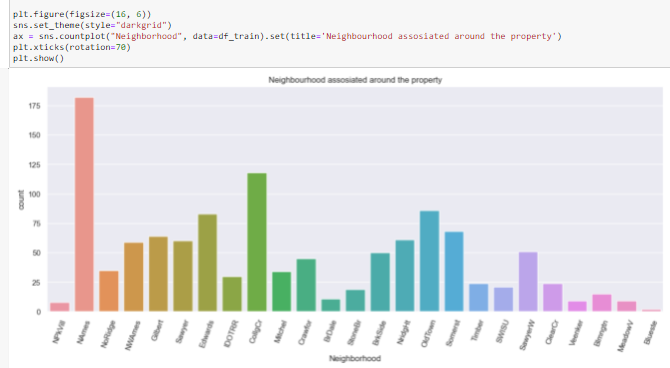 plt.figure(figsize=(16, 6))
sns.set_theme(style="darkgrid")
ax = sns.countplot("Neighborhood", data=df_train).set(title='Neighbourhood assosiated around the property')
plt.xticks(rotation=70)
plt.show()
Neighbourhood assosiated around the property
175
150
125
100
75
50
25
0
count
NPkVill
NAmes
NoRidge
NWAmes
Gilbert
Sawyer
Edwards
IDOTRR
CollgCr
Mitchel
Crawfor
BrDale
StoneBr
BrkSide
NridgHt
OldTown
Somerst
Timber
SWISU
SawyerW
ClearCr
Veenker
Blmngtn
MeadowV
Blueste
Neighborhood